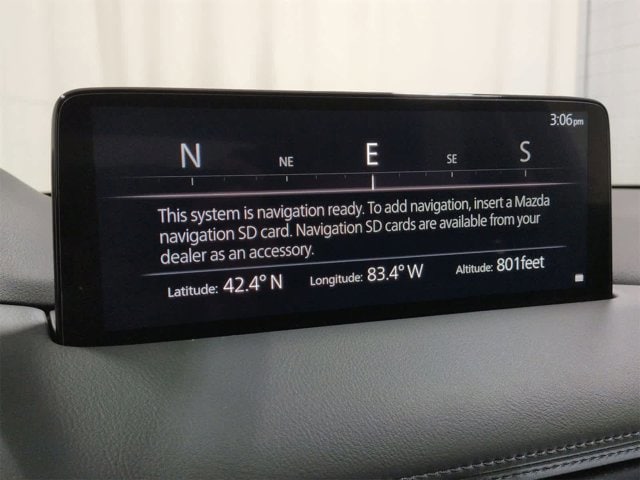 3:06pm
N NE E SE S
This system is navigation ready. To add navigation, insert a Mazda
navigation SD card. Navigation SD cards are available from your
dealer as an accessory.
Latitude: 42.4° N Longitude: 83.4° W Altitude: 801feet